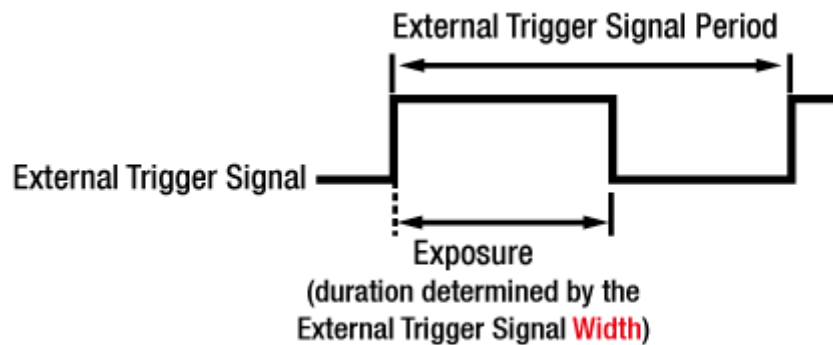 External Trigger Signal Period
External Trigger Signal
Exposure
(duration determined by the
External Trigger Signal Width)